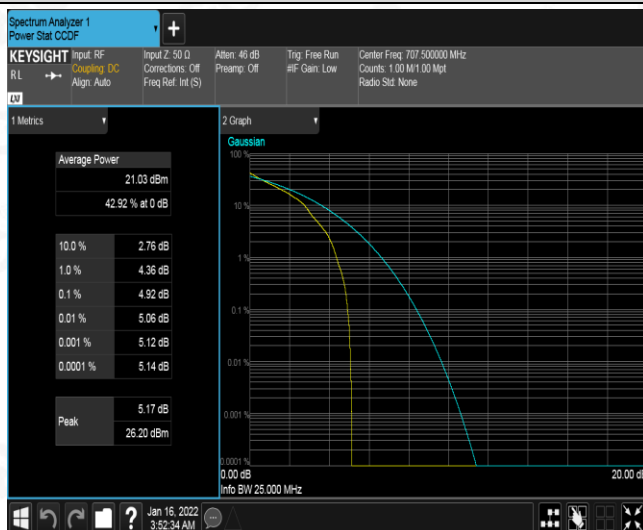 Spectrum Analyzer 1
Power Stat CCDF
+
KEYSIGHT
RL
LXI
Input: RF
Coupling: DC
Align: Auto
Input Z: 50 Ω
Corrections: Off
Freq Ref: Int (S)
Atten: 46 dB
Preamp: Off
Trig: Free Run
#IF Gain: Low
Center Freq: 707.500000 MHz
Counts: 1.00 M/1.00 Mpt
Radio Std: None
1 Metrics
Average Power
21.03 dBm
42.92 % at 0 dB
10.0 % 2.76 dB
1.0 % 4.36 dB
0.1 % 4.92 dB
0.01 % 5.06 dB
0.001 % 5.12 dB
0.0001 % 5.14 dB
Peak
5.17 dB
26.20 dBm
2 Graph
Gaussian
100 %
10 %
1 %
0.1 %
0.01 %
0.001 %
0.0001 %
0.00 dB
20.00 dB
Info BW 25.000 MHz
?
Jan 16, 2022
3:52:34 AM